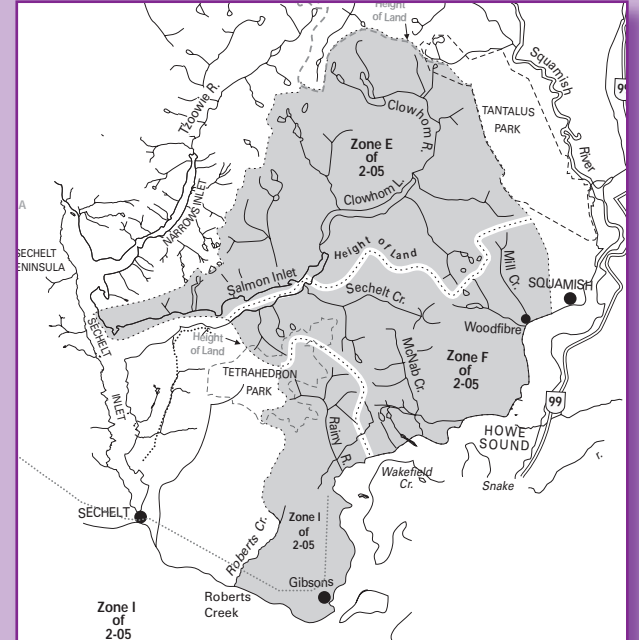 Height
of Land
Squamish
River
99
Tzoowie R.
Clowhom R.
TANTALUS
PARK
Zone E
of
2-05
Clowhom L.
NARROWS INLET
A
SECHELT
ENINSULA
Height of Land
Salmon Inlet
Sechelt Cr.
Mill Cr.
SQUAMISH
Woodfibre
SECHELT
INLET
Height
of Land
TETRAHEDRON
PARK
McNab Cr.
Zone F
of
2-05
99
Rainy R.
HOWE
SOUND
Wakefield
Cr.
Snake
r.
SECHELT
Zone I
of
2-05
Roberts Cr.
Gibsons
Roberts
Creek
Zone I
of
2-05